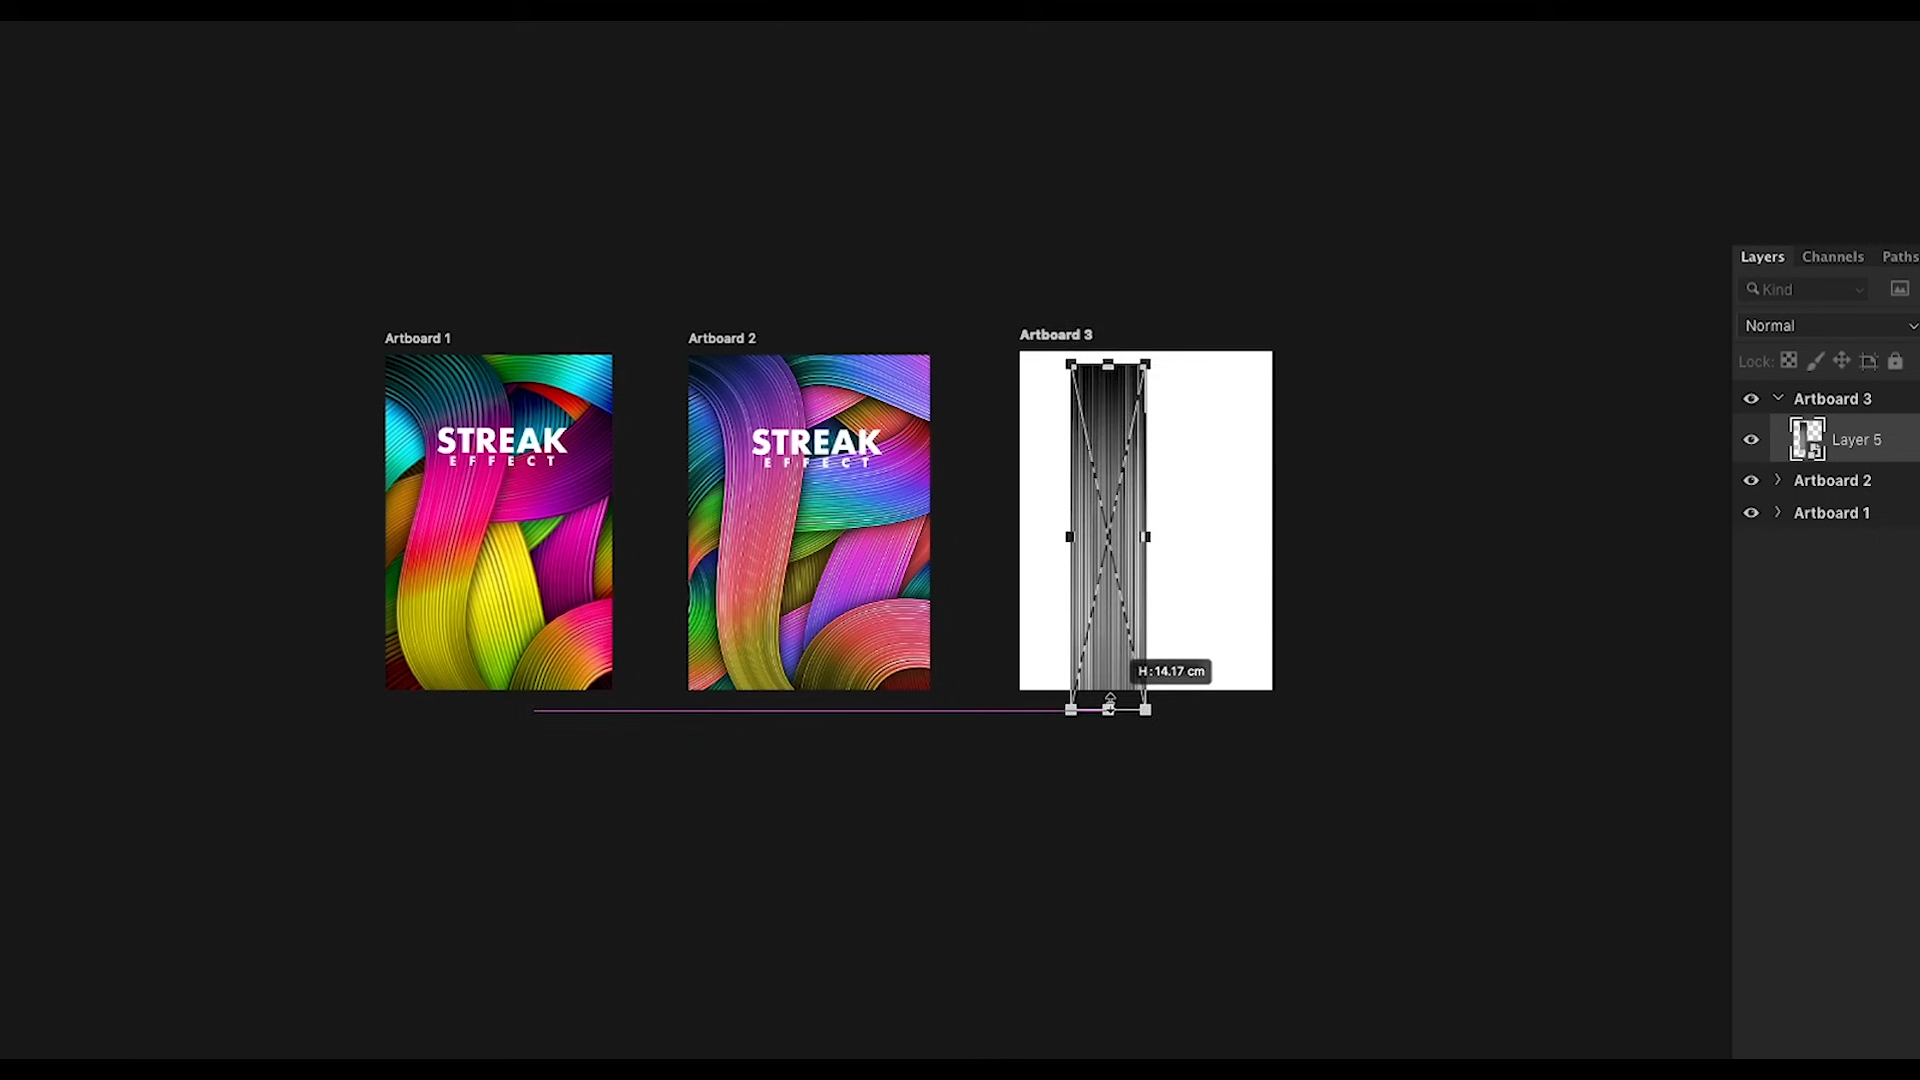 Layers Channels Paths
Kind
Normal
Lock:
Artboard 1
Artboard 2
Artboard 3
STREAK
EFFECT
STREAK
EFFECT
H: 14.17 cm
Artboard 3
Layer 5
Artboard 2
Artboard 1